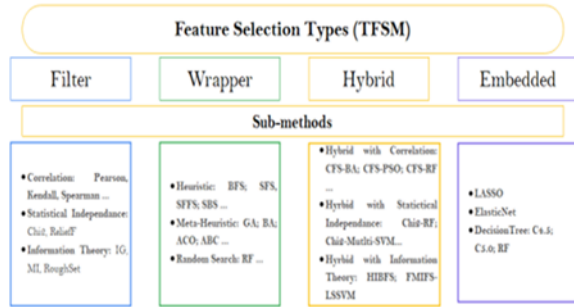 Feature Selection Types (TFSM)
Filter
Wrapper
Hybrid
Embedded
Sub-methods
•Correlation: Pearson,
Kendall, Spearman ...
•Statistical Independance:
Chi2, ReliefF
•Information Theory: IG,
MI, RoughSet
•Heuristic: BFS; SFS,
SFFS; SBS ...
•Meta-Heuristic: GA; BA;
ACO; ABC ...
•Random Search: RF ...
•Hybrid with Correlation:
CFS-BA; CFS-PSO; CFS-RF
...
•Hyrbid with Statictical
Independance: Chi2-RF;
Chi2-Mutlti-SVM...
•Hybrid with Information
Theory: HIBFS; FMIFS-
LSSVM
•LASSO
•ElasticNet
•DecisionTree: C4.5;
C5.0; RF